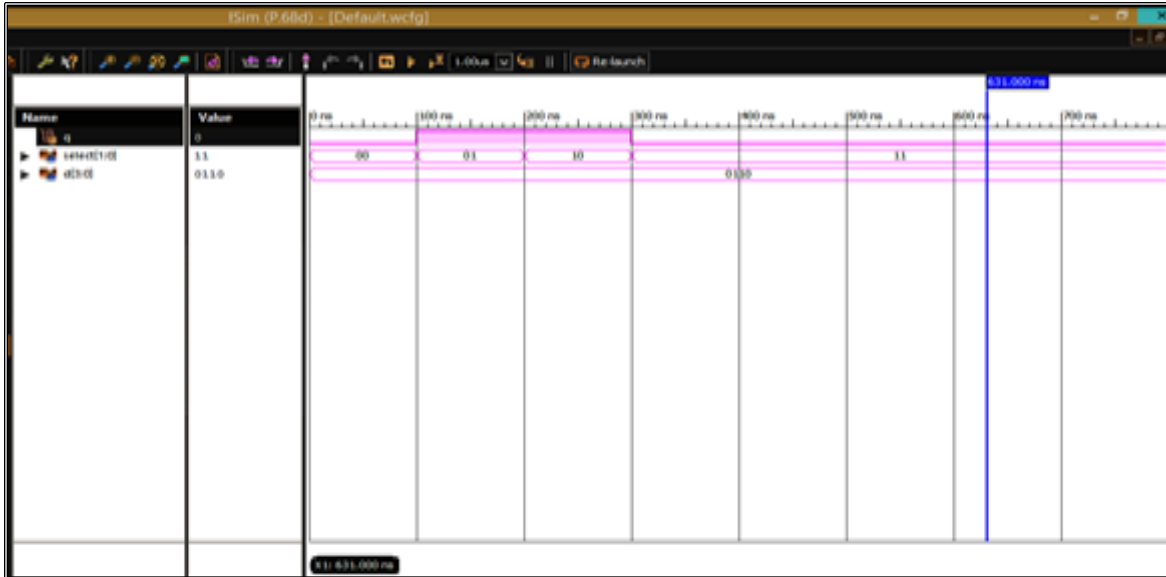 ISim (P.68d) - [Default.wcfg]
1.00us Re-launch
631.000 ns
Name Value 0 ns 100 ns 200 ns 300 ns 400 ns 500 ns 600 ns 700 ns
q 0
select[1:0] 11 00 01 10 11
d[3:0] 0110 0110
X1: 631.000 ns